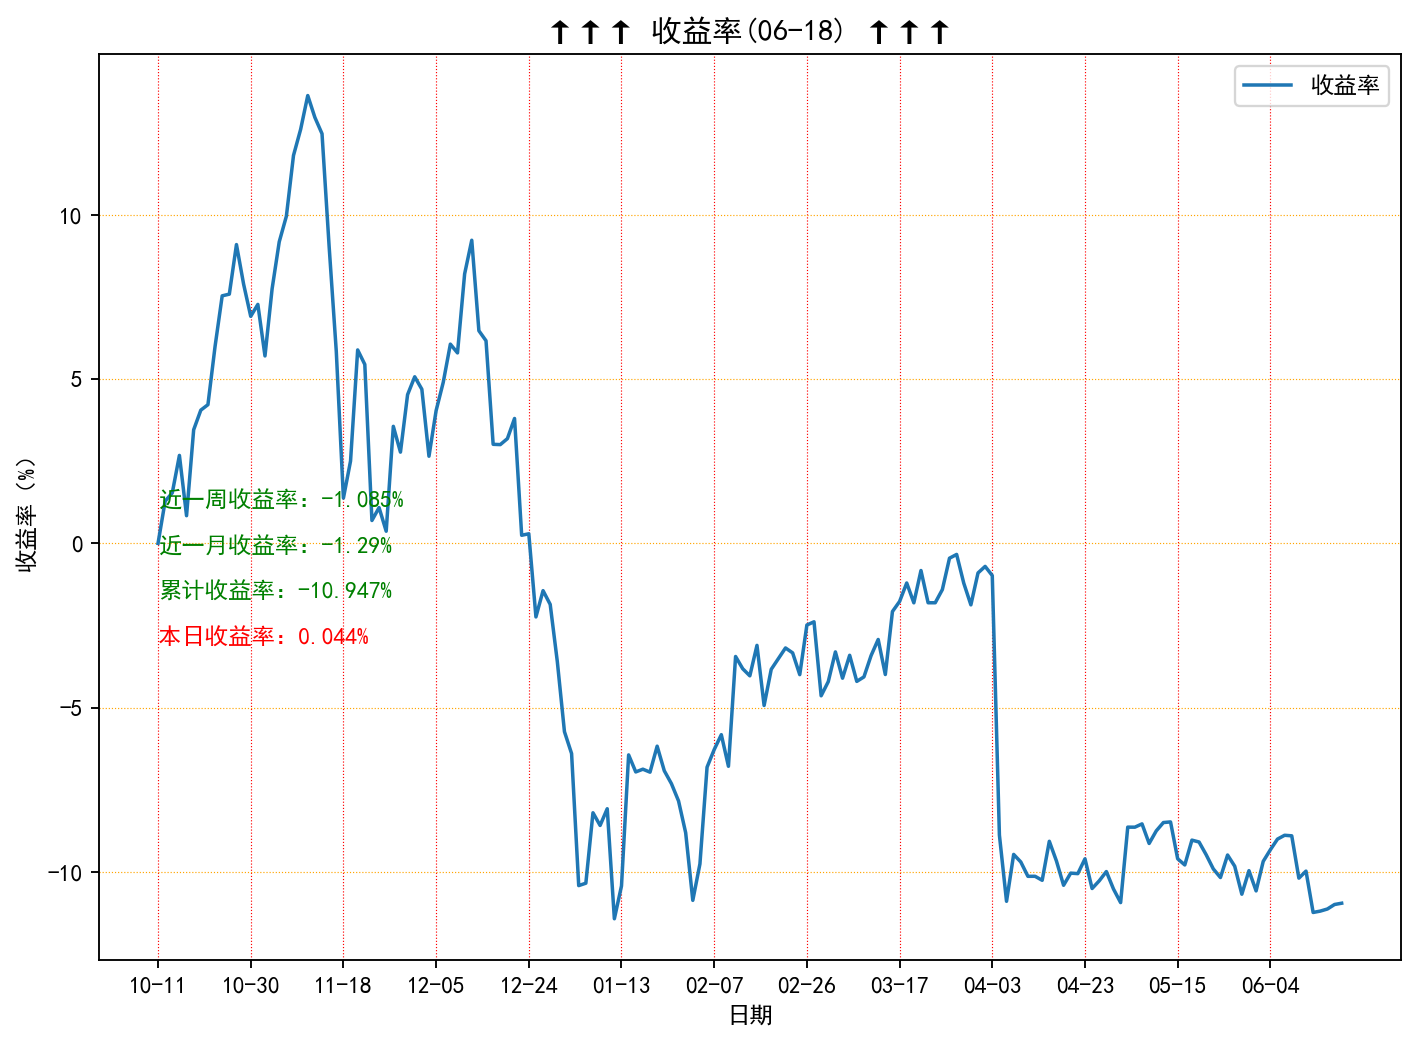 ↑↑↑ 收益率(06-18) ↑↑↑
收益率
10
5
0
-5
-10
收益率 (%)
近一周收益率: -1.085%
近一月收益率: -1.29%
累计收益率: -10.947%
本日收益率: 0.044%
10-11 10-30 11-18 12-05 12-24 01-13 02-07 02-26 03-17 04-03 04-23 05-15 06-04
日期